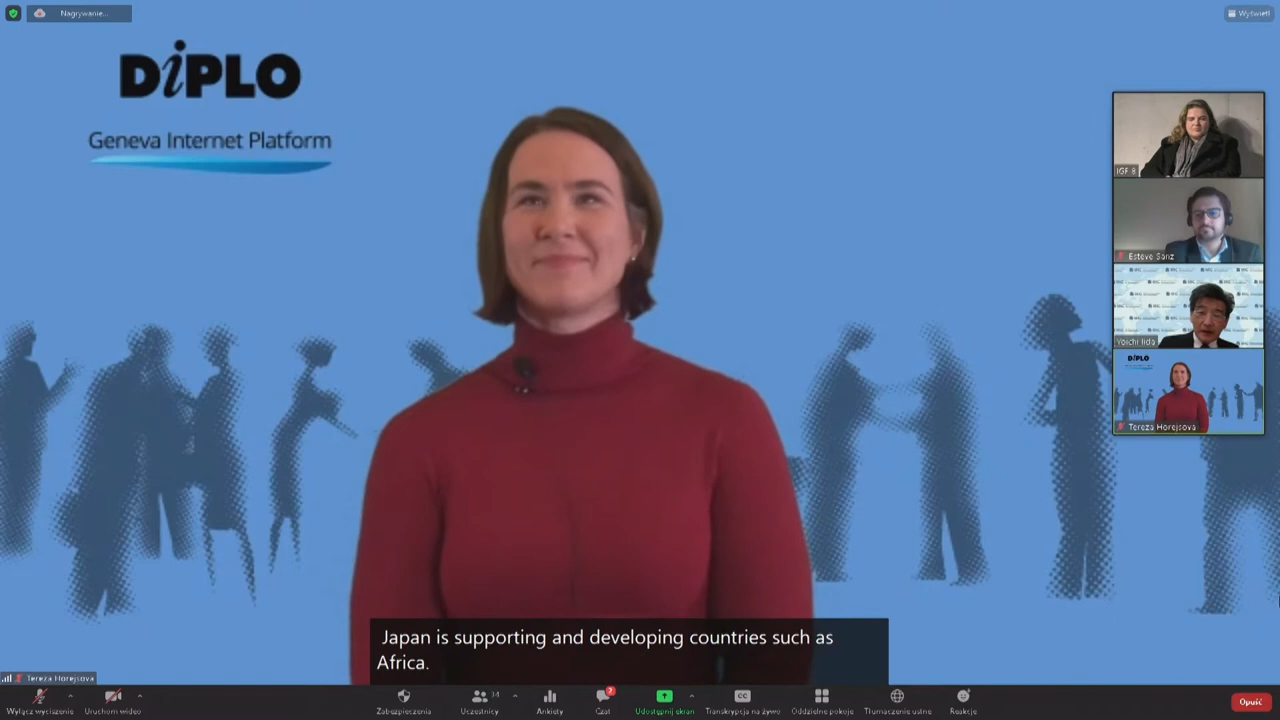 Nagrywanie...
Wyświetl
DiPLO
Geneva Internet Platform
IGF 8
Esteve Sanz
Yoichi Iida
DiPLO
Tereza Horejsova
Japan is supporting and developing countries such as
Africa.
Tereza Horejsova
Wyłącz wyciszenie
Uruchom wideo
Zabezpieczenia
Uczestnicy
34
Ankiety
Czat
2
Udostępnij ekran
CC
Transkrypcja na żywo
Oddzielne pokoje
Tłumaczenie ustne
Reakcje
Opuść